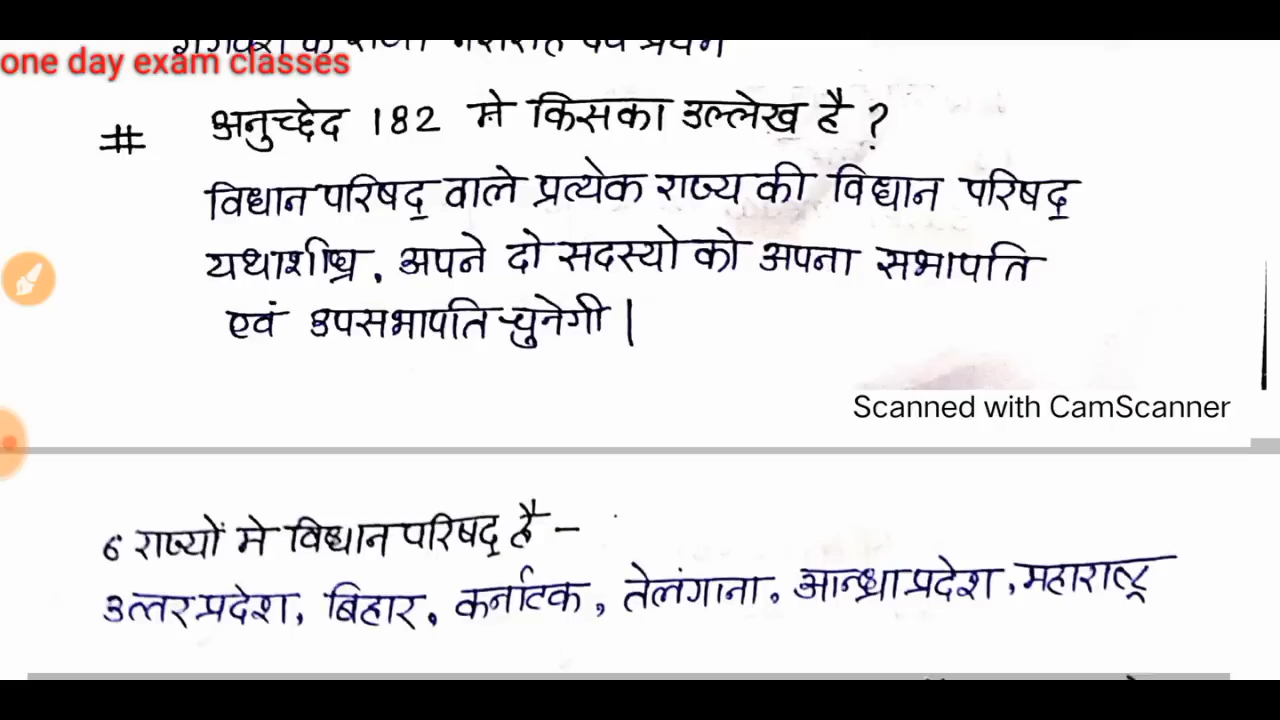 one day exam classes
# अनुच्छेद 182 मे किसका उल्लेख है ?
विधान परिषद् वाले प्रत्येक राज्य की विधान परिषद्
यथाशीघ्र, अपने दो सदस्यो को अपना सभापति
एवं उपसभापति चुनेगी |
Scanned with CamScanner
6 राज्यों मे विधान परिषद् है –
उत्तर प्रदेश, बिहार, कर्नाटक, तेलंगाना, आन्ध्रा प्रदेश, महाराष्ट्र